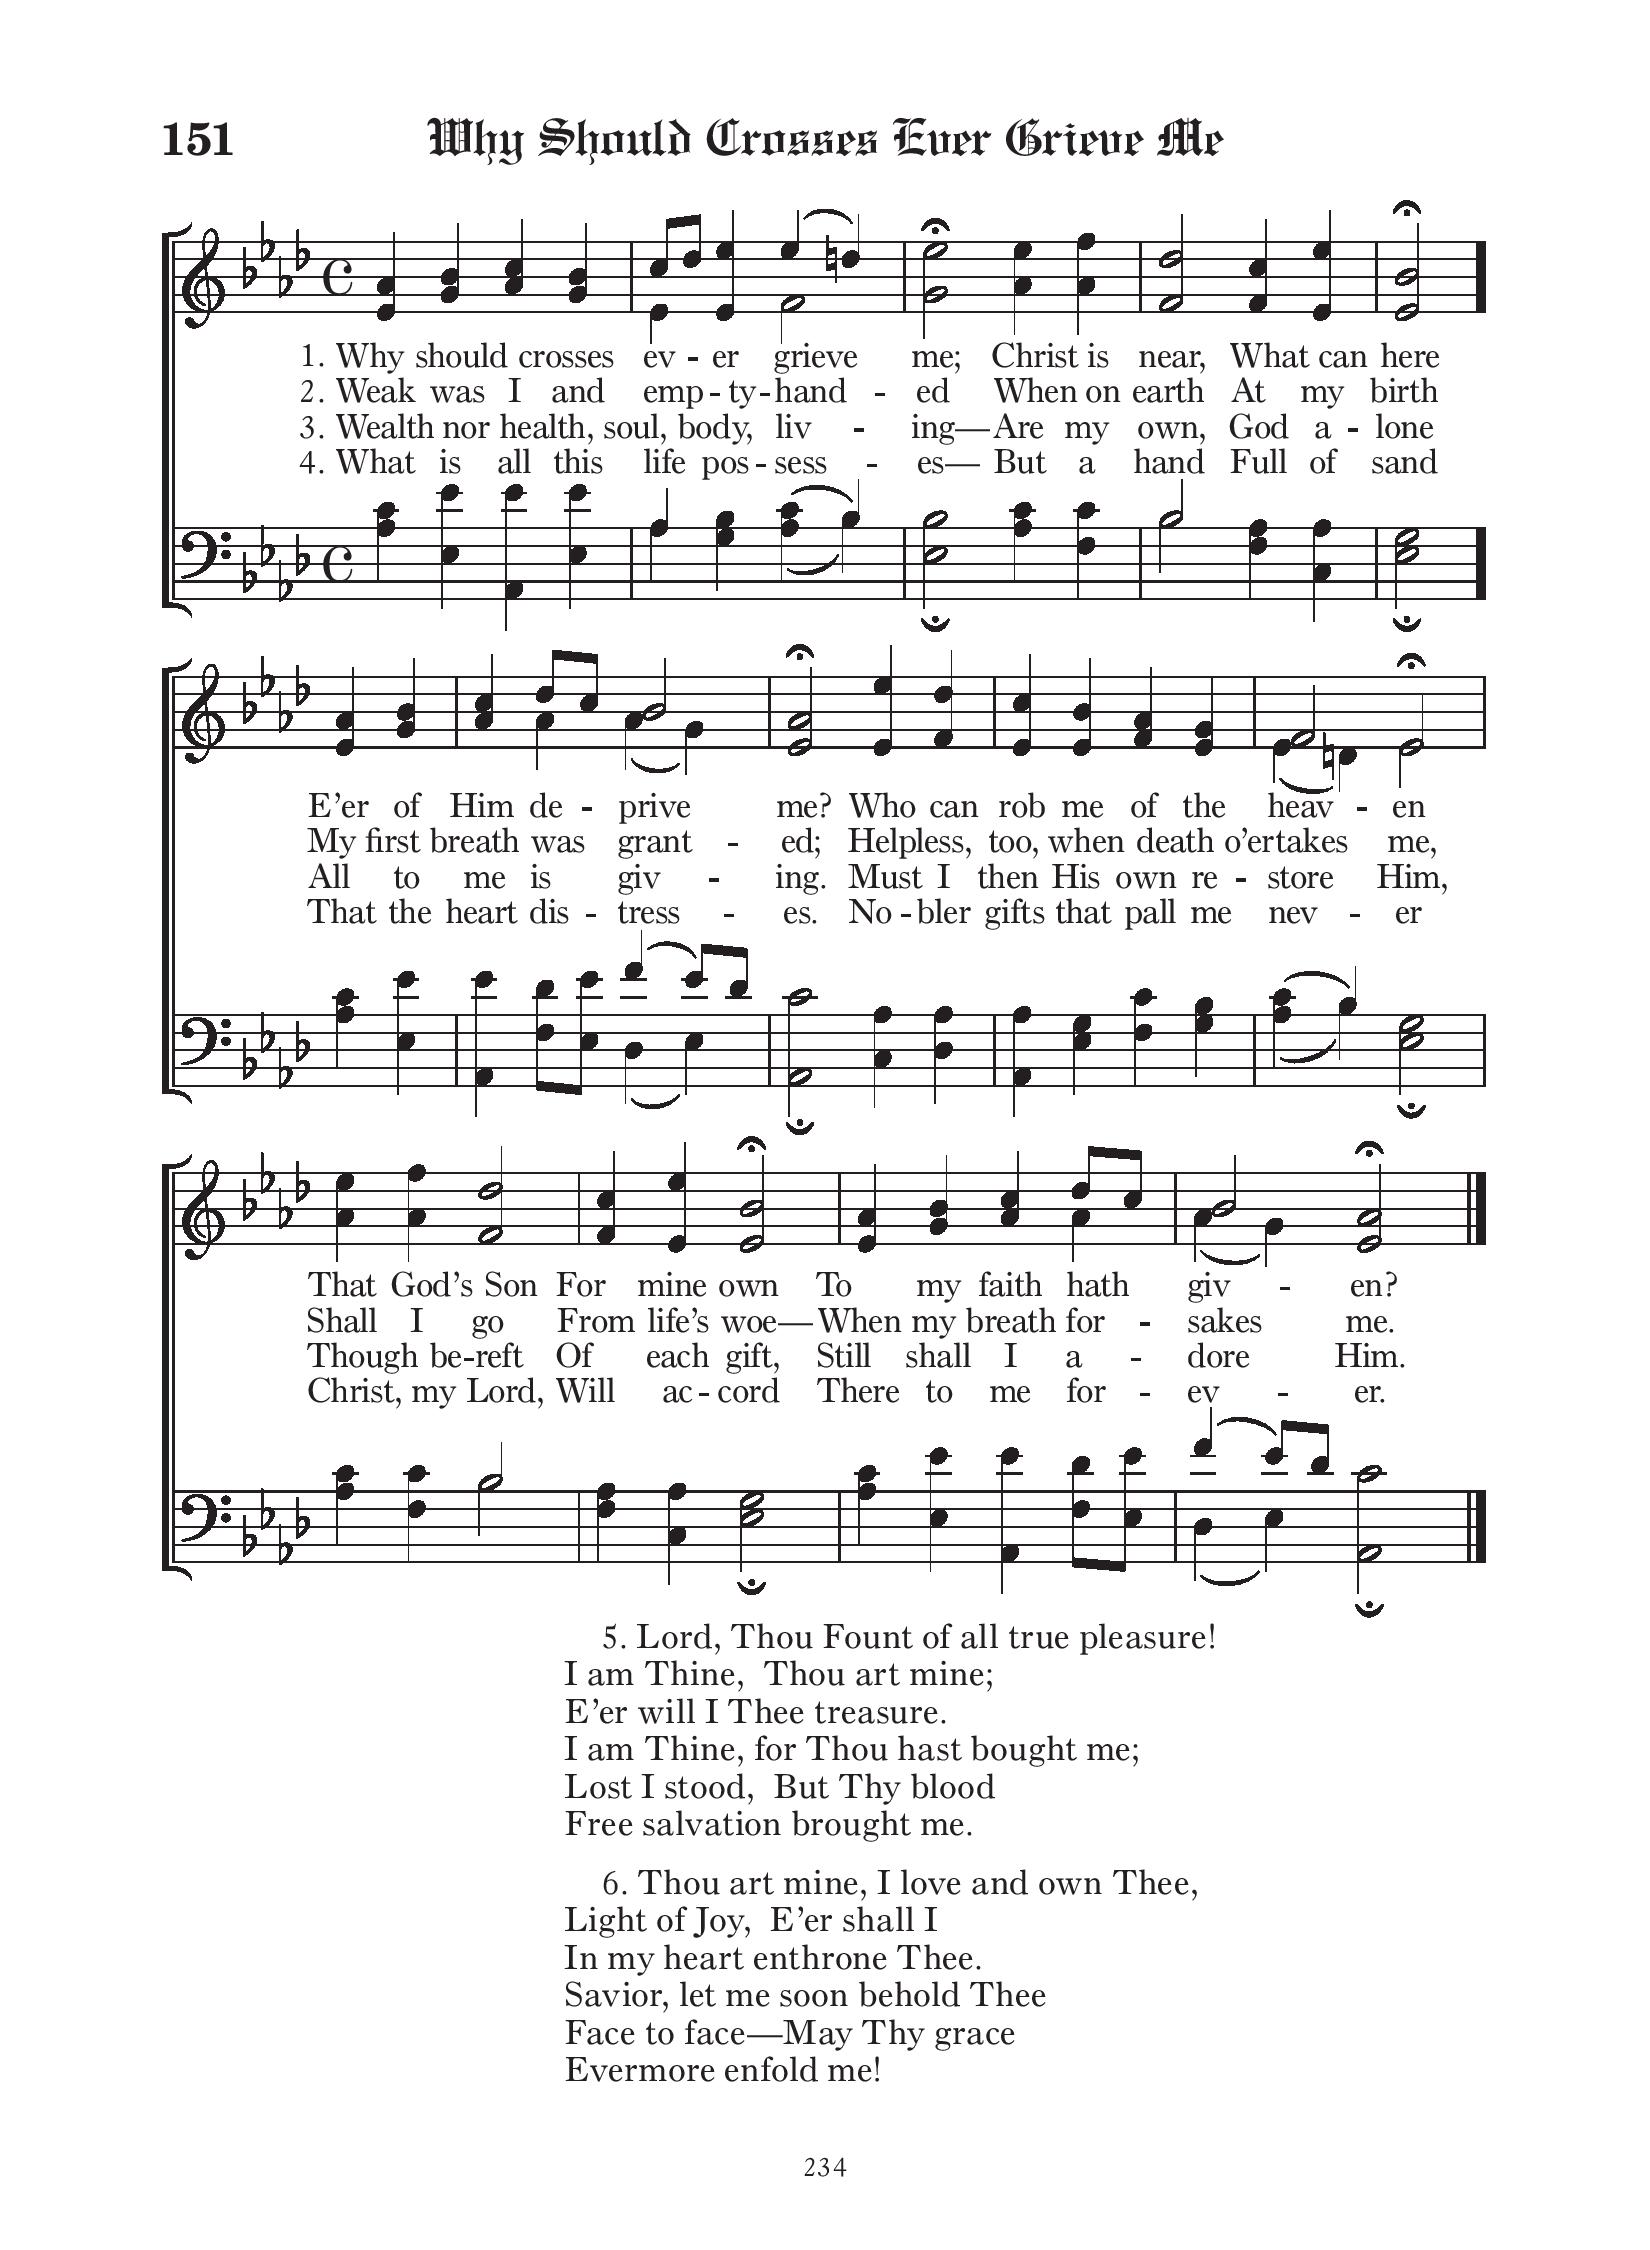 151 Why Should Crosses Ever Grieve Me
1. Why should crosses ev - er grieve me; Christ is near, What can here
2. Weak was I and emp - ty - hand - ed When on earth At my birth
3. Wealth nor health, soul, body, liv - ing—Are my own, God a - lone
4. What is all this life pos - sess - es— But a hand Full of sand
E’er of Him de - prive me? Who can rob me of the heav - en
My first breath was grant - ed; Helpless, too, when death o’ertakes me,
All to me is giv - ing. Must I then His own re - store Him,
That the heart dis - tress - es. No - bler gifts that pall me nev - er
That God’s Son For mine own To my faith hath giv - en?
Shall I go From life’s woe—When my breath for - sakes me.
Though be-reft Of each gift, Still shall I a - dore Him.
Christ, my Lord, Will ac - cord There to me for - ev - er.
5. Lord, Thou Fount of all true pleasure!
I am Thine, Thou art mine;
E’er will I Thee treasure.
I am Thine, for Thou hast bought me;
Lost I stood, But Thy blood
Free salvation brought me.
6. Thou art mine, I love and own Thee,
Light of Joy, E’er shall I
In my heart enthrone Thee.
Savior, let me soon behold Thee
Face to face—May Thy grace
Evermore enfold me!
234